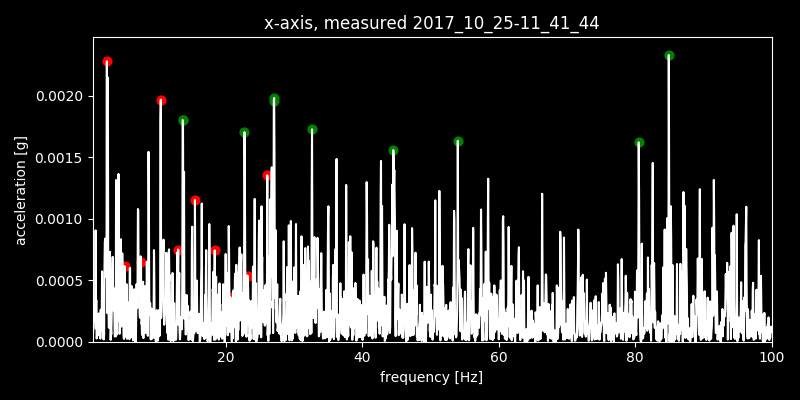 x-axis, measured 2017_10_25-11_41_44
acceleration [g]
0.0020
0.0015
0.0010
0.0005
0.0000
20 40 60 80 100
frequency [Hz]